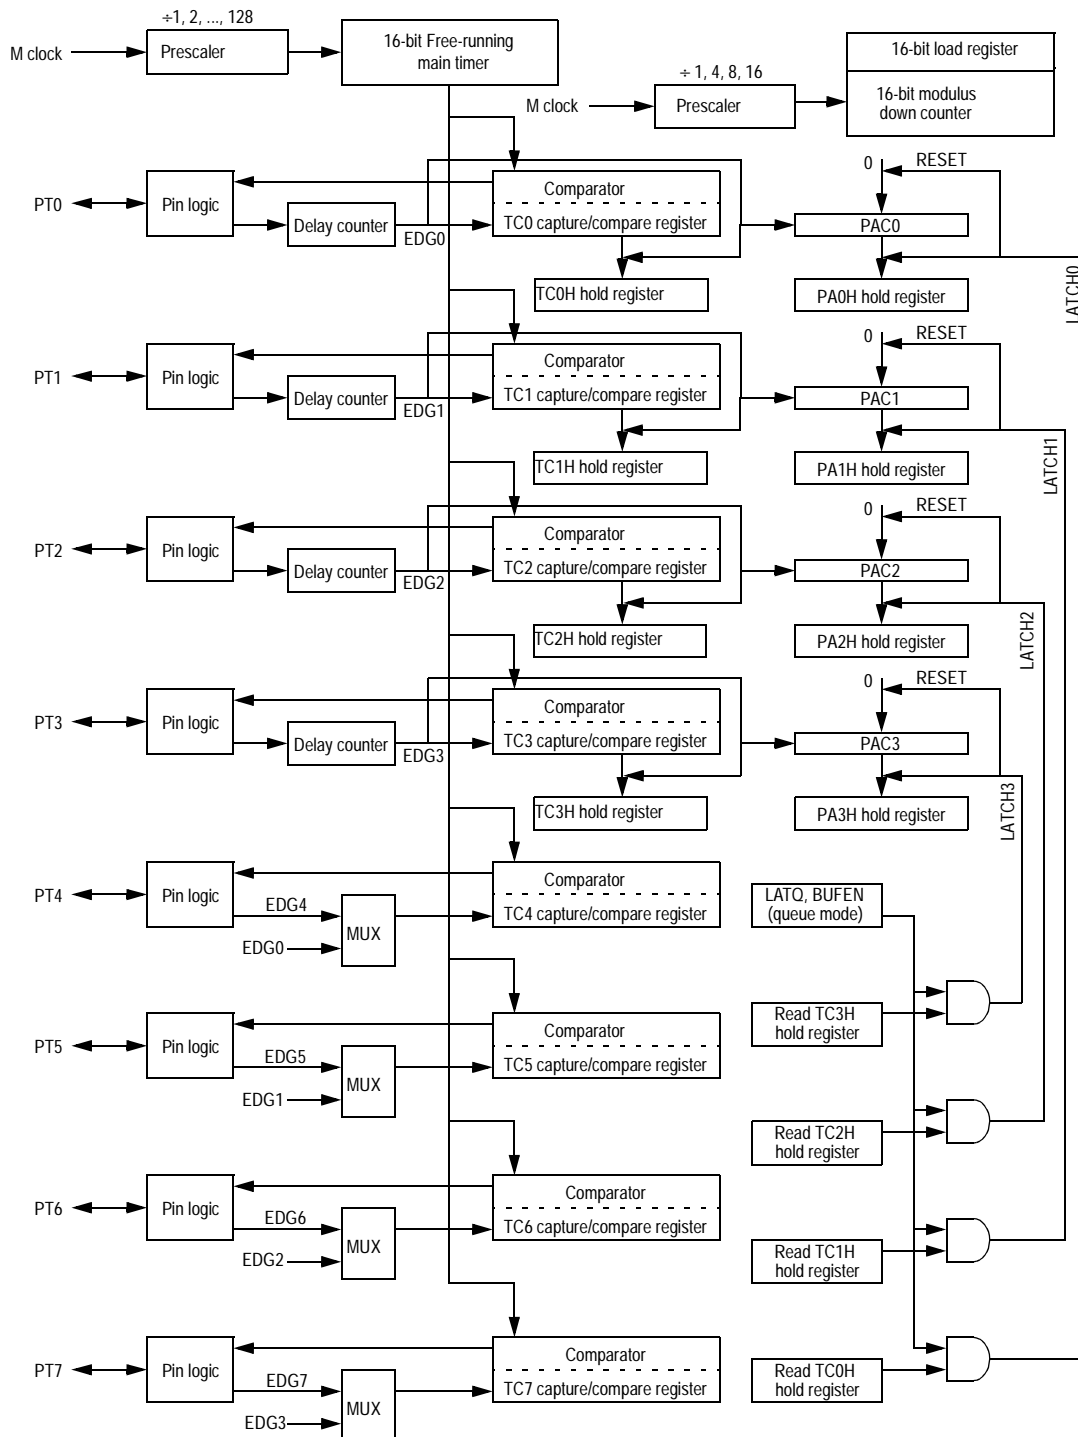 ÷1, 2, ..., 128
M clock
Prescaler
16-bit Free-running
main timer
÷ 1, 4, 8, 16
M clock
Prescaler
16-bit load register
16-bit modulus
down counter
PT0
Pin logic
Delay counter
EDG0
Comparator
TC0 capture/compare register
TC0H hold register
0
RESET
PAC0
PA0H hold register
LATCH0
PT1
Pin logic
Delay counter
EDG1
Comparator
TC1 capture/compare register
TC1H hold register
0
RESET
PAC1
PA1H hold register
LATCH1
PT2
Pin logic
Delay counter
EDG2
Comparator
TC2 capture/compare register
TC2H hold register
0
RESET
PAC2
PA2H hold register
LATCH2
PT3
Pin logic
Delay counter
EDG3
Comparator
TC3 capture/compare register
TC3H hold register
0
RESET
PAC3
PA3H hold register
LATCH3
PT4
Pin logic
EDG4
EDG0
MUX
Comparator
TC4 capture/compare register
LATQ, BUFEN
(queue mode)
Read TC3H
hold register
PT5
Pin logic
EDG5
EDG1
MUX
Comparator
TC5 capture/compare register
Read TC2H
hold register
PT6
Pin logic
EDG6
EDG2
MUX
Comparator
TC6 capture/compare register
Read TC1H
hold register
PT7
Pin logic
EDG7
EDG3
MUX
Comparator
TC7 capture/compare register
Read TC0H
hold register